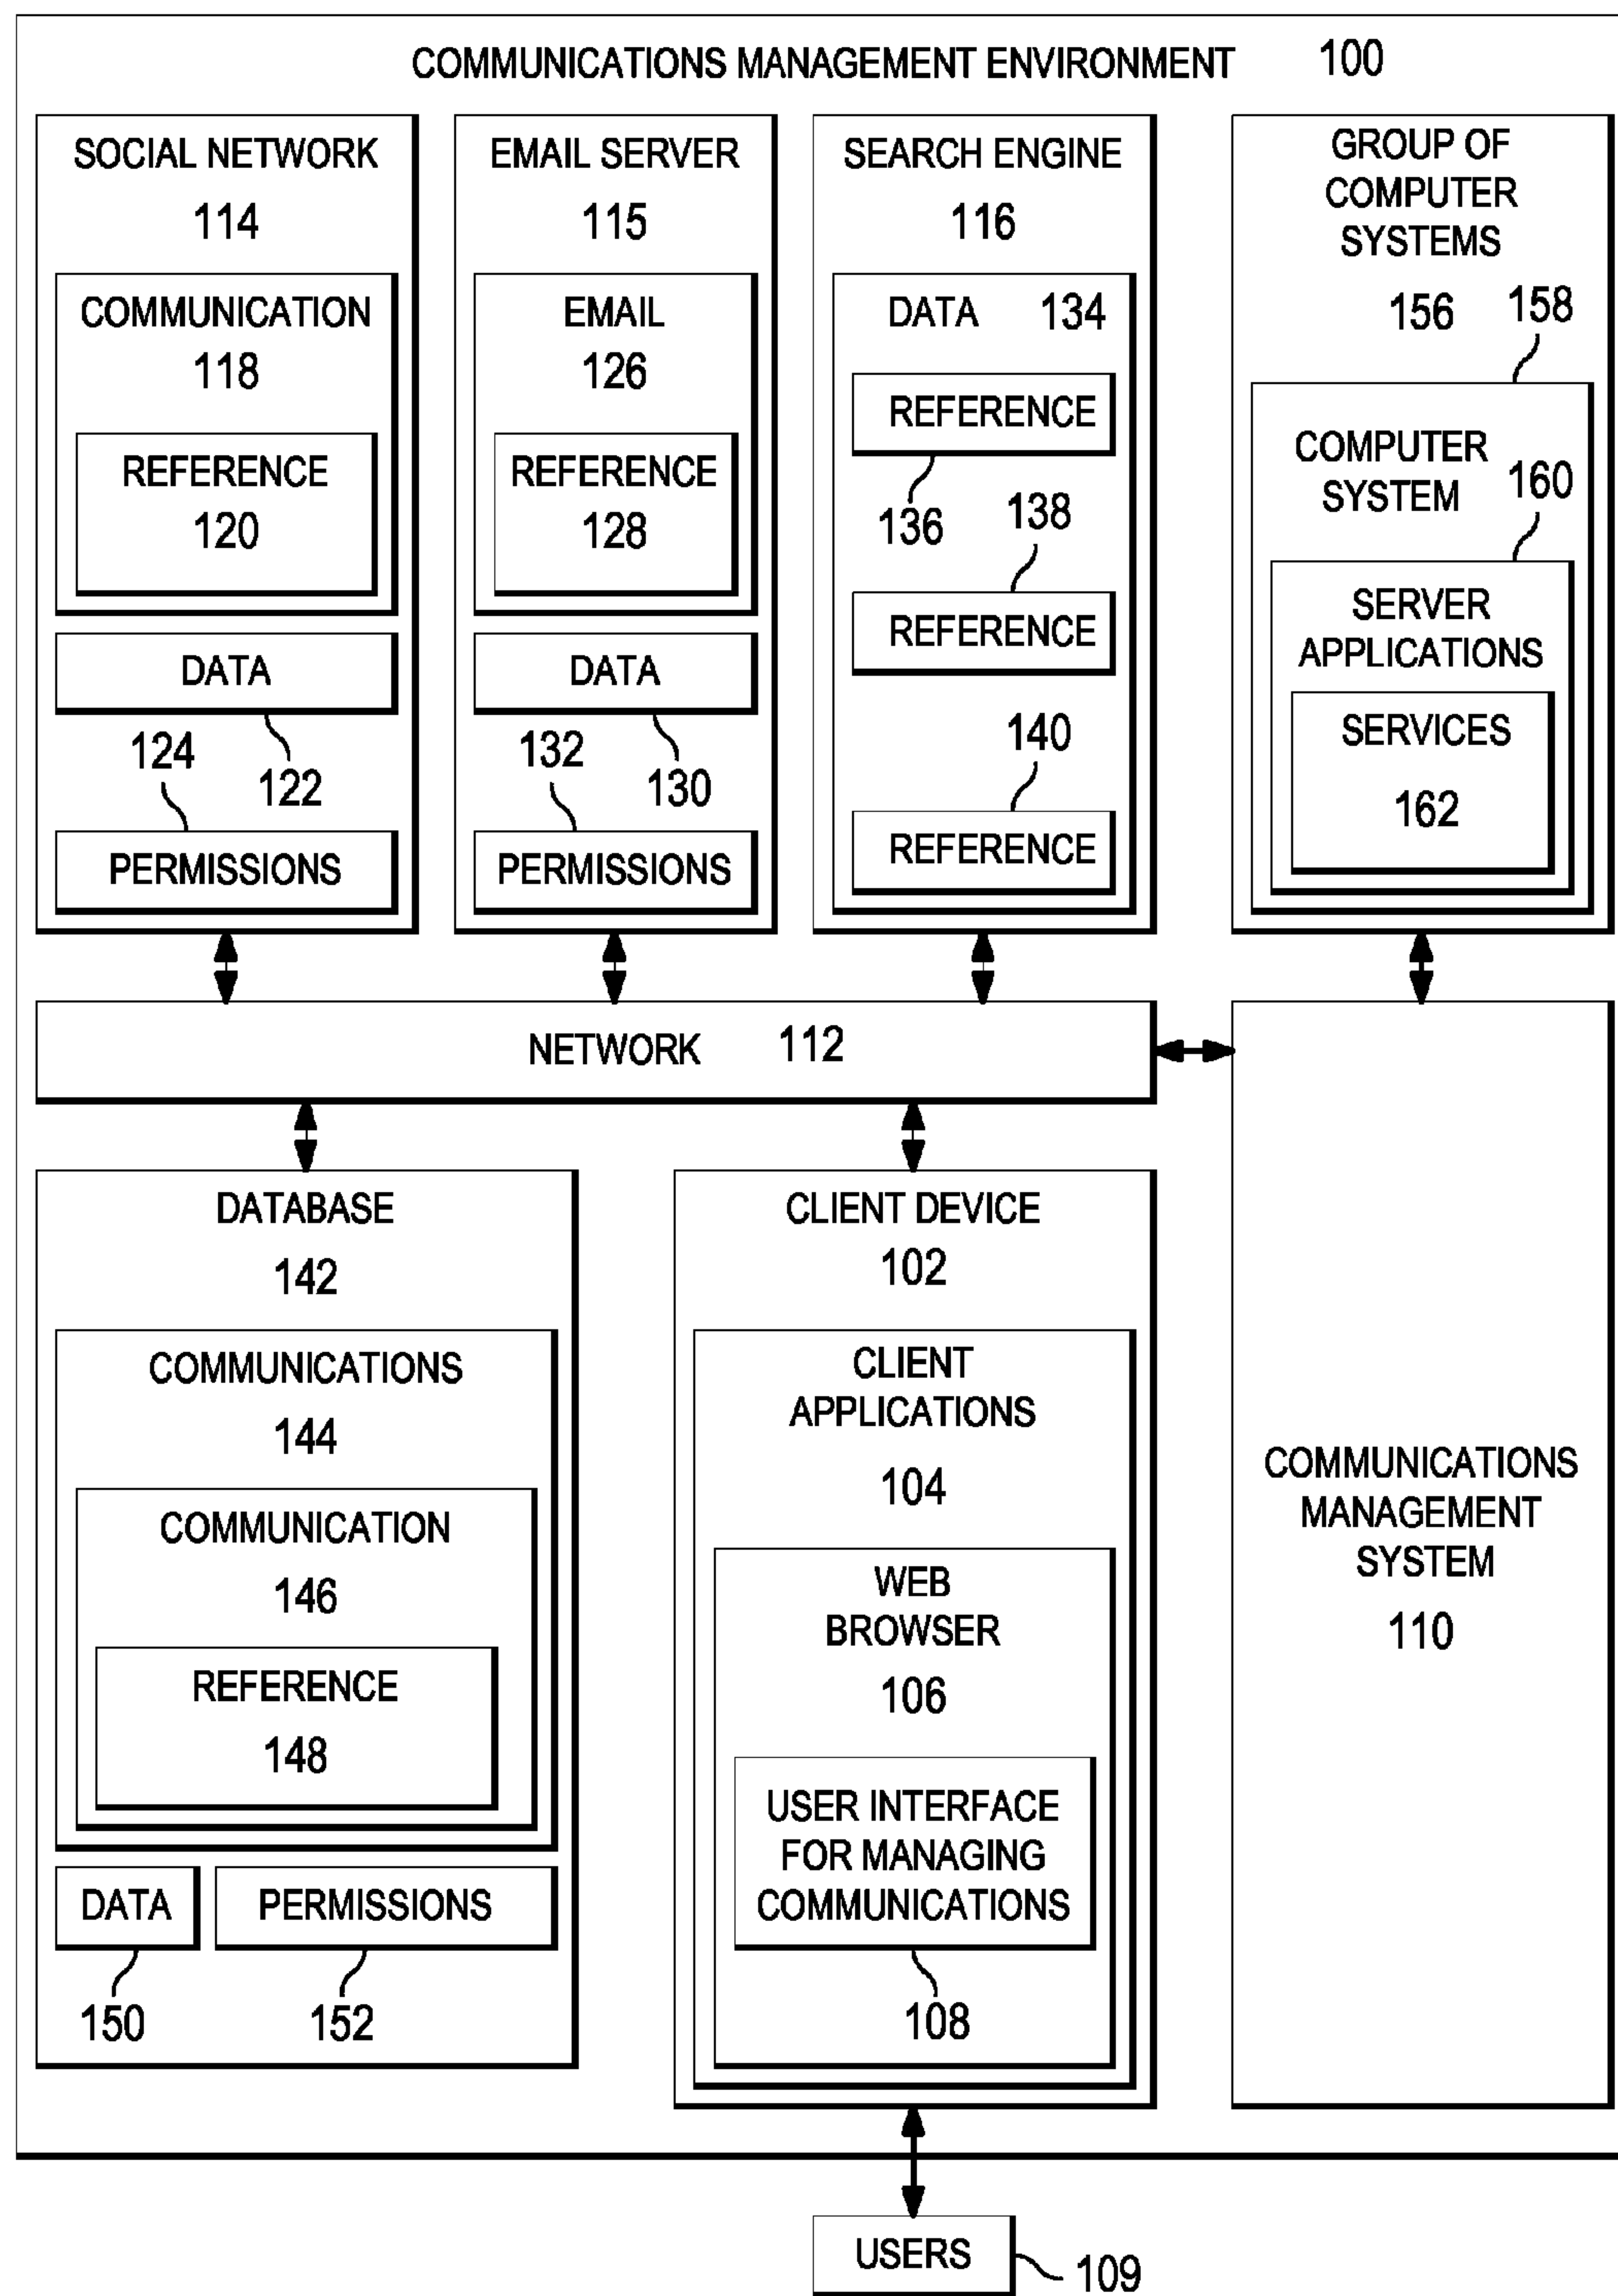 COMMUNICATIONS MANAGEMENT ENVIRONMENT 100
SOCIAL NETWORK
114
COMMUNICATION
118
REFERENCE
120
DATA
124
122
PERMISSIONS
EMAIL SERVER
115
EMAIL
126
REFERENCE
128
DATA
132
130
PERMISSIONS
SEARCH ENGINE
116
DATA 134
REFERENCE
136
138
REFERENCE
140
REFERENCE
GROUP OF
COMPUTER
SYSTEMS
156
158
COMPUTER
SYSTEM
160
SERVER
APPLICATIONS
SERVICES
162
NETWORK 112
DATABASE
142
COMMUNICATIONS
144
COMMUNICATION
146
REFERENCE
148
DATA
PERMISSIONS
150
152
CLIENT DEVICE
102
CLIENT
APPLICATIONS
104
WEB
BROWSER
106
USER INTERFACE
FOR MANAGING
COMMUNICATIONS
108
COMMUNICATIONS
MANAGEMENT
SYSTEM
110
USERS
109